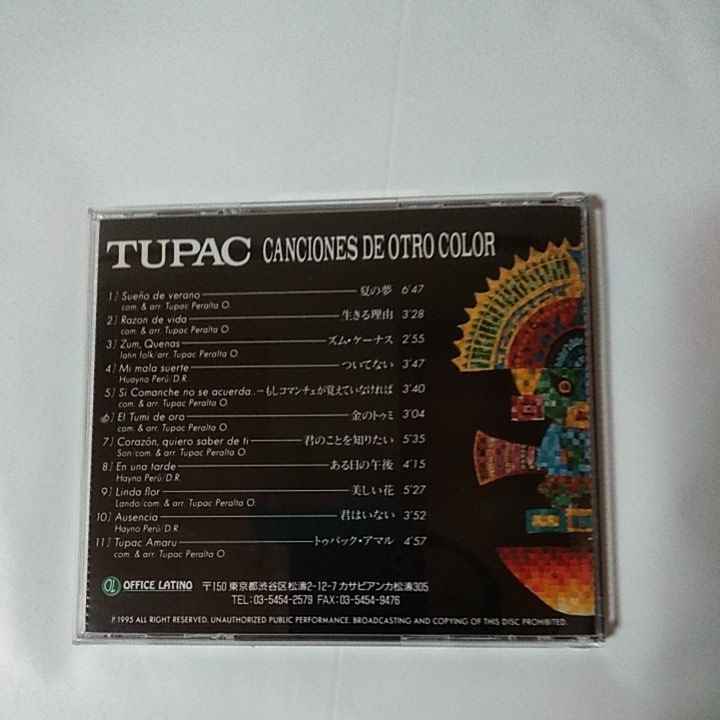 TUPAC CANCIONES DE OTRO COLOR
1] Sueño de verano 夏の夢 6'47
com. & arr. Tupac Peralta O.
2] Razon de vida 生きる理由 3'28
com. & arr. Tupac Peralta O.
3] Zum, Quenas ズム・ケーナス 2'55
latin folk/arr. Tupac Peralta O.
4] Mi mala suerte ついてない 3'47
Huayno Perú/D.R.
5] Si Comanche no se acuerda.. もしコマンチェが覚えていなければ 3'40
com. & arr. Tupac Peralta O.
6] El Tumi de oro 金のトゥミ 3'04
com. & arr. Tupac Peralta O.
7] Corazón, quiero saber de ti 君のことを知りたい 5'35
Son/com. & arr. Tupac Peralta O.
8] En una tarde ある日の午後 4'15
Hayno Perú/D.R.
9] Linda flor 美しい花 5'27
Lando/com. & arr. Tupac Peralta O.
10] Ausencia 君はいない 3'52
Hayno Perú/D.R.
11] Tupac Amaru トゥパック・アマル 4'57
com. & arr. Tupac Peralta O.
OL OFFICE LATINO 〒150 東京都渋谷区松濤2-12-7 カサビアンカ松濤305
TEL:03-5454-2579 FAX:03-5454-9476
℗ 1995 ALL RIGHT RESERVED. UNAUTHORIZED PUBLIC PERFORMANCE. BROADCASTING AND COPYING OF THIS DISC PROHIBITED.